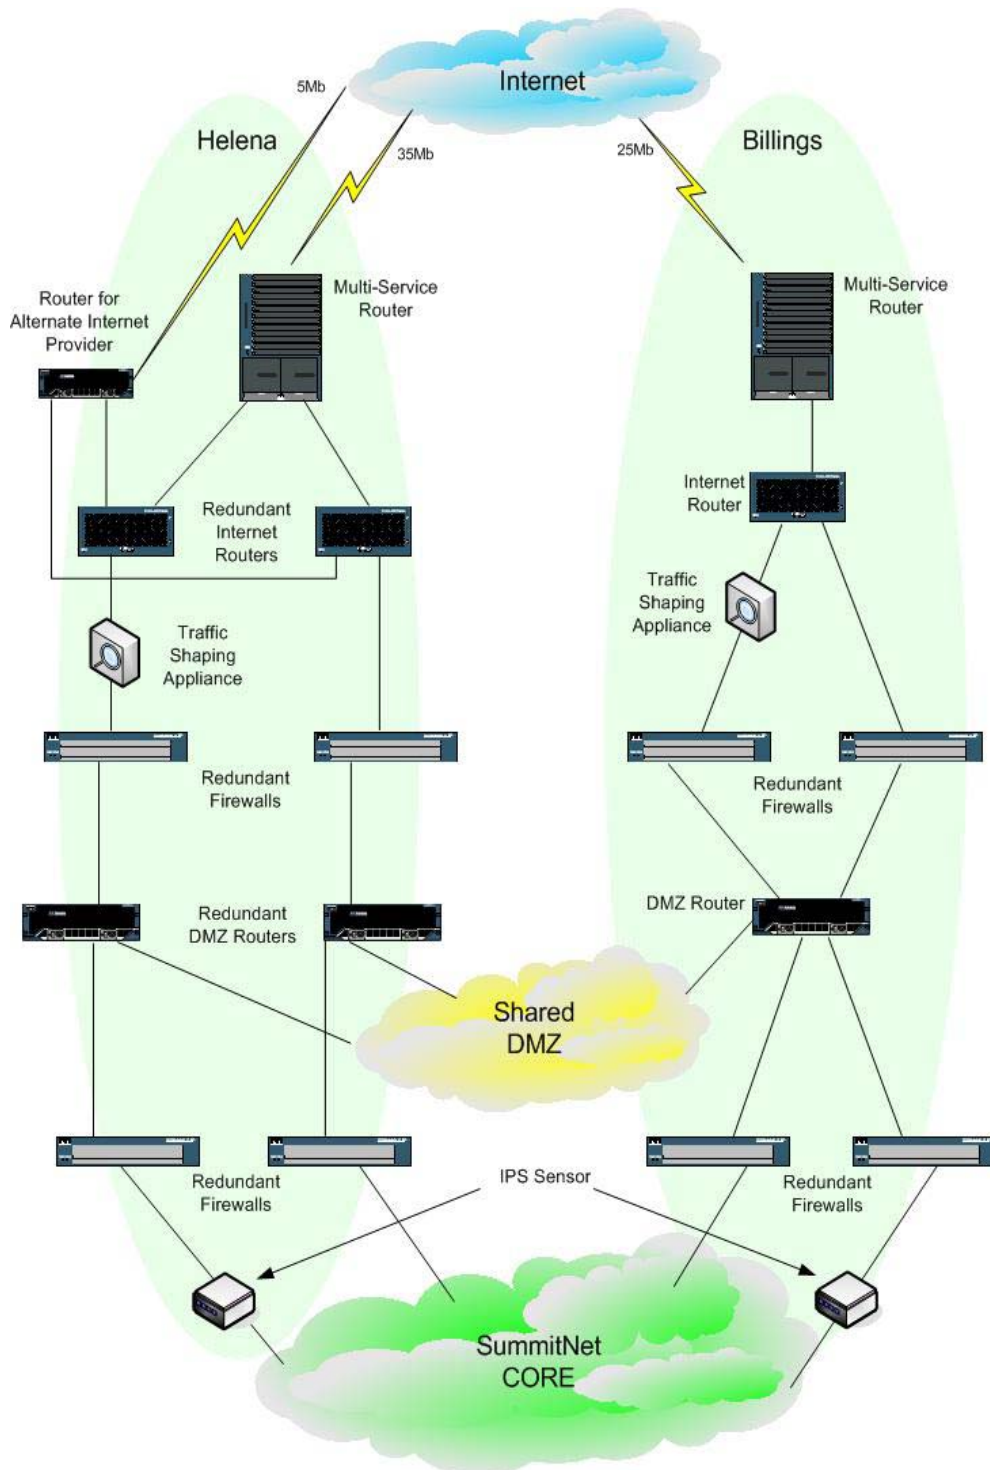 Internet
5Mb
35Mb
25Mb
Helena
Billings
Router for
Alternate Internet
Provider
Multi-Service
Router
Multi-Service
Router
Redundant
Internet
Routers
Internet
Router
Traffic
Shaping
Appliance
Traffic
Shaping
Appliance
Redundant
Firewalls
Redundant
Firewalls
Redundant
DMZ Routers
DMZ Router
Shared
DMZ
Redundant
Firewalls
IPS Sensor
Redundant
Firewalls
SummitNet
CORE